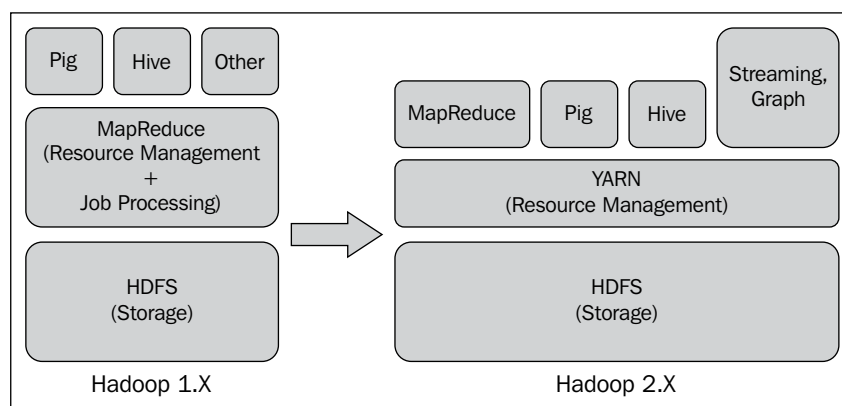 Pig
Hive
Other
MapReduce
(Resource Management
+
Job Processing)
HDFS
(Storage)
Hadoop 1.X
MapReduce
Pig
Hive
Streaming,
Graph
YARN
(Resource Management)
HDFS
(Storage)
Hadoop 2.X